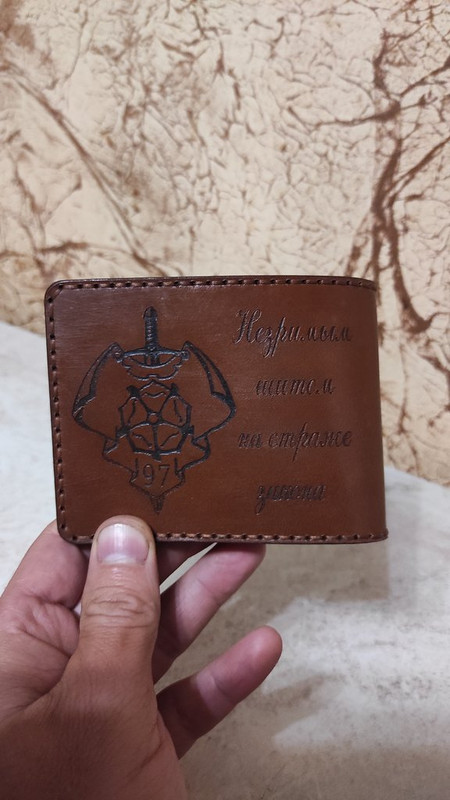 97
Незримым
щитом
на страже
закона